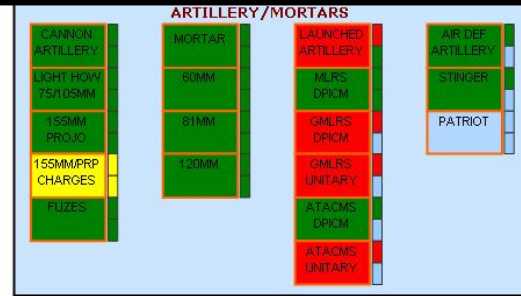 ARTILLERY/MORTARS
CANNON
ARTILLERY
LIGHT HOW
75/105MM
155MM
PROJO
155MM/PRP
CHARGES
FUZES
MORTAR
60MM
81MM
120MM
LAUNCHED
ARTILLERY
MLRS
DPICM
GMLRS
DPICM
GMLRS
UNITARY
ATACMS
DPICM
ATACMS
UNITARY
AIR DEF
ARTILLERY
STINGER
PATRIOT